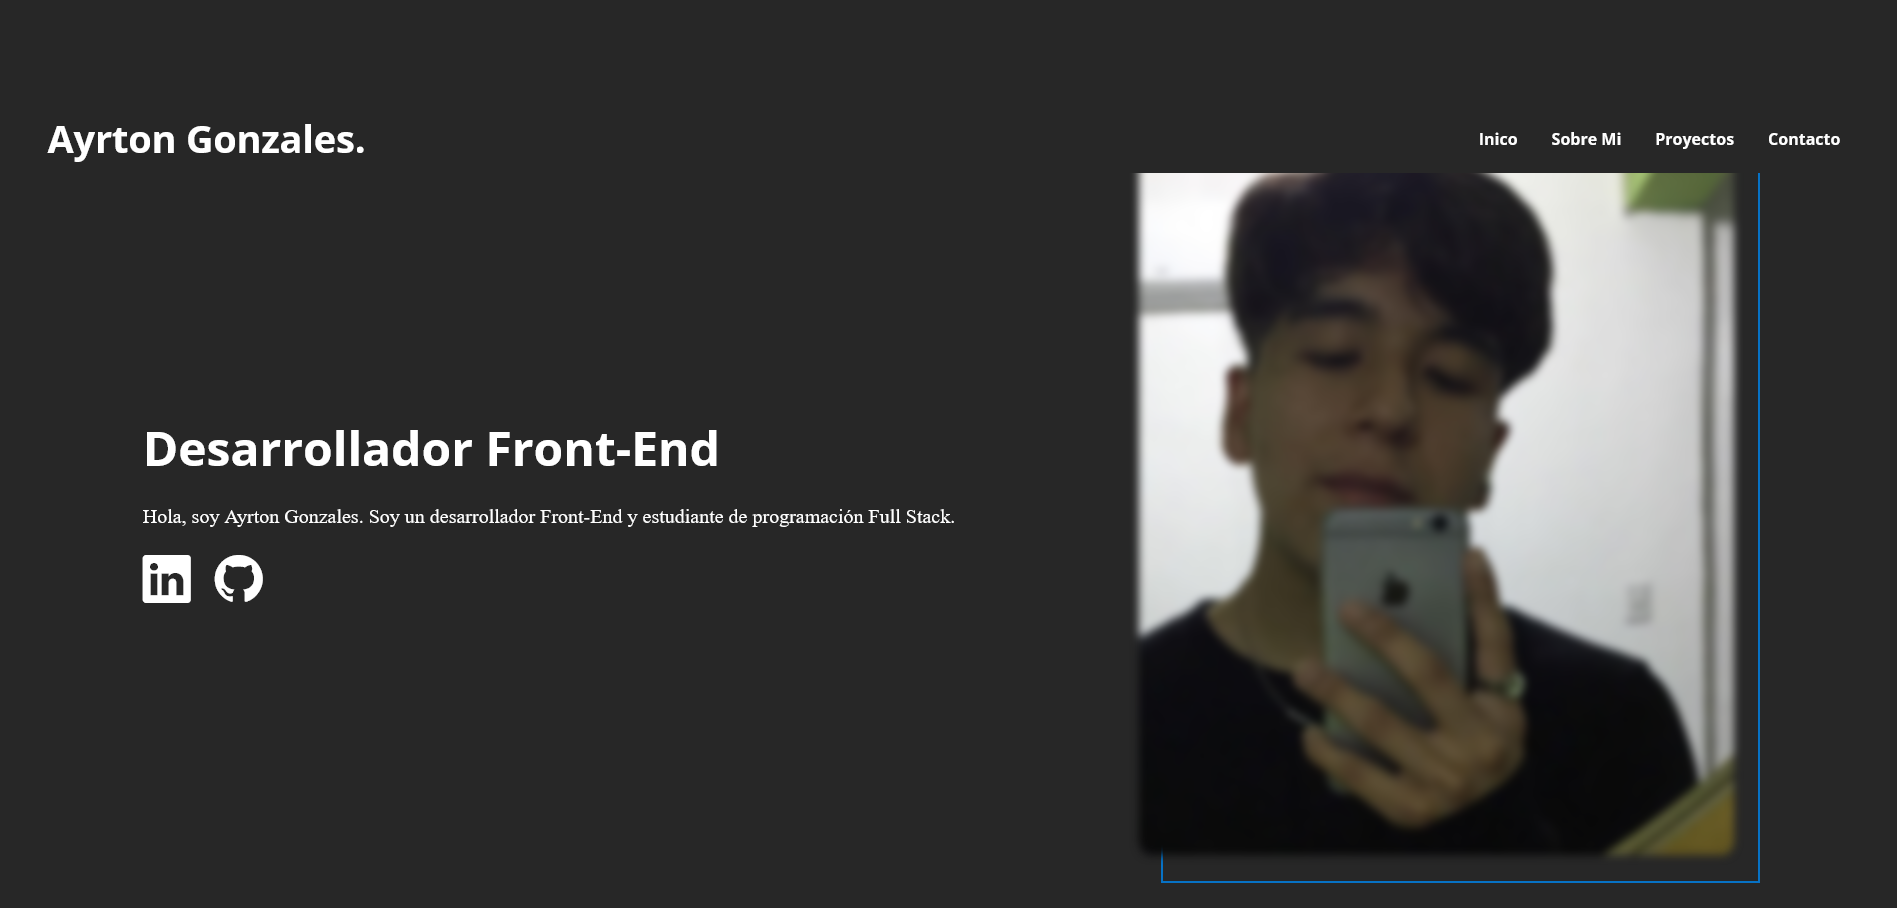 Ayrton Gonzales.
Inico Sobre Mi Proyectos Contacto
Desarrollador Front-End
Hola, soy Ayrton Gonzales. Soy un desarrollador Front-End y estudiante de programación Full Stack.
in